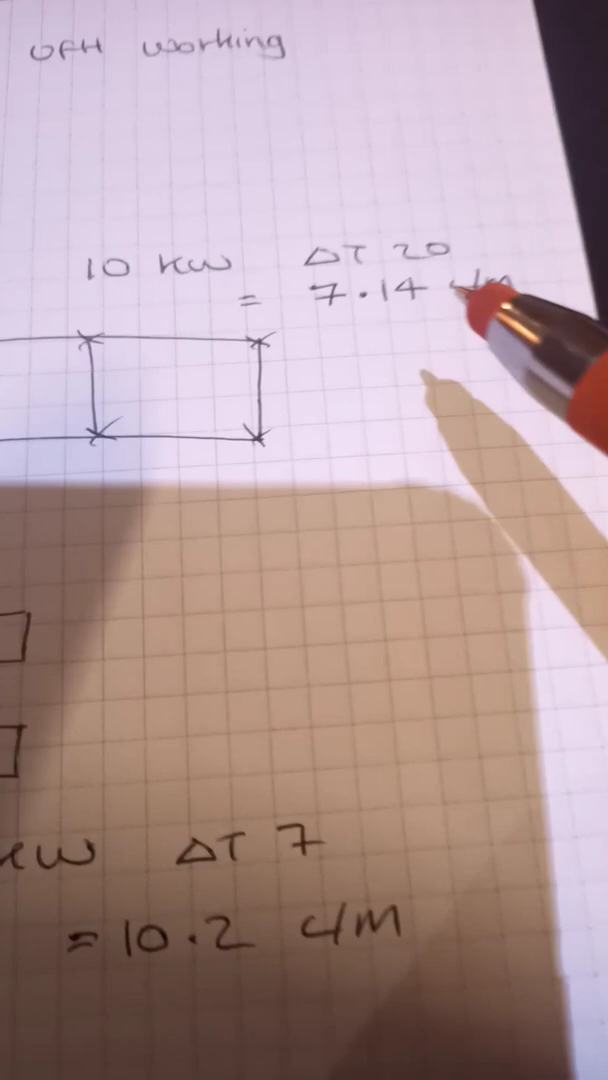 UFH working
10 kw ΔT 20
= 7.14
kw ΔT 7
= 10.2 L/M